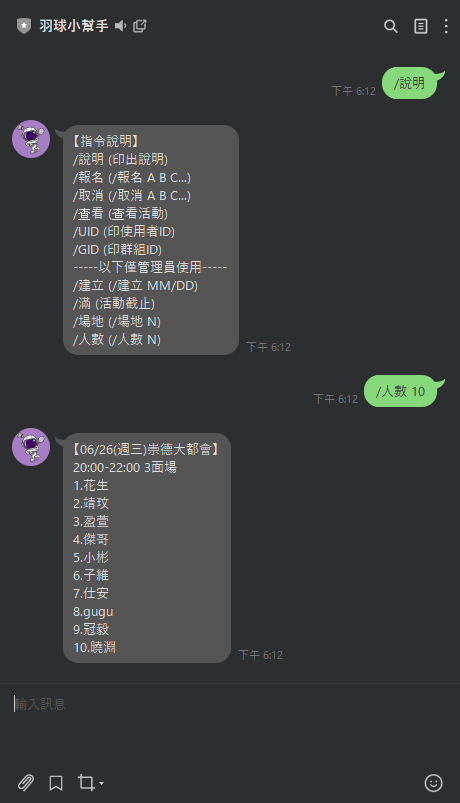 羽球小幫手
/說明
下午 6:12
【指令說明】
/說明 (印出說明)
/報名 (/報名 A B C...)
/取消 (/取消 A B C...)
/查看 (查看活動)
/UID (印使用者ID)
/GID (印群組ID)
-----以下僅管理員使用-----
/建立 (/建立 MM/DD)
/滿 (活動截止)
/場地 (/場地 N)
/人數 (/人數 N)
下午 6:12
/人數 10
下午 6:12
【06/26(週三)崇德大都會】
20:00-22:00 3面場
1.花生
2.靖玟
3.盈萱
4.傑哥
5.小彬
6.子維
7.仕安
8.gugu
9.冠毅
10.曉淵
下午 6:12
輸入訊息